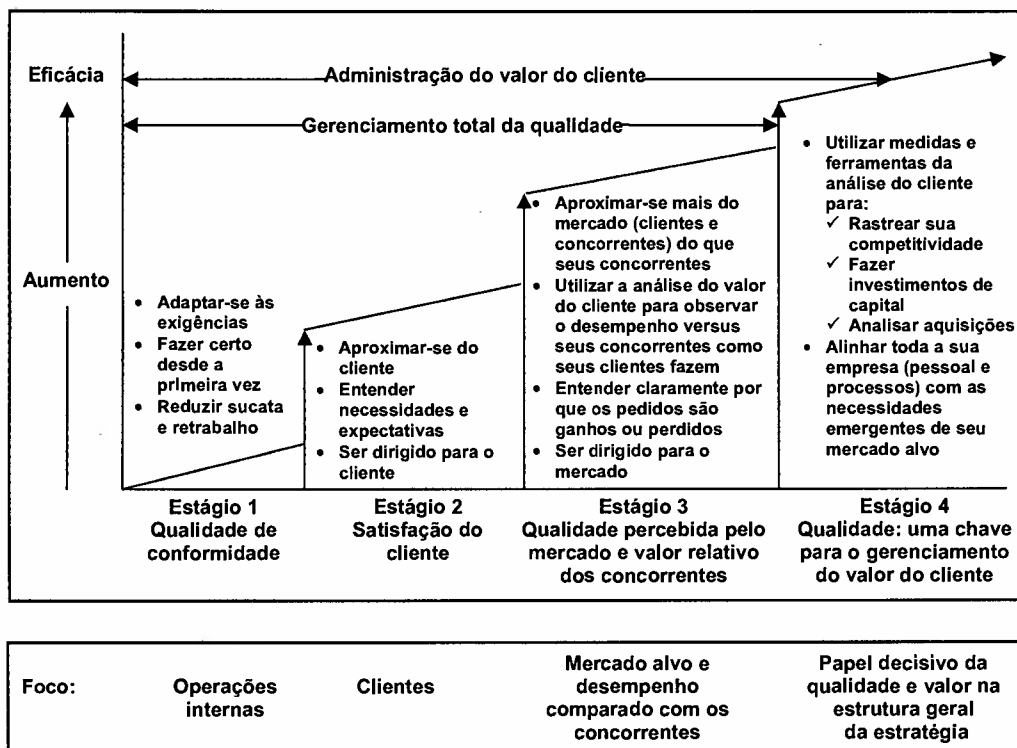 Eficácia
Administração do valor do cliente
Gerenciamento total da qualidade
Aumento
• Adaptar-se às
exigências
• Fazer certo
desde a
primeira vez
• Reduzir sucata
e retrabalho
• Aproximar-se do
cliente
• Entender
necessidades e
expectativas
• Ser dirigido para o
cliente
• Aproximar-se mais do
mercado (clientes e
concorrentes) do que
seus concorrentes
• Utilizar a análise do valor
do cliente para observar
o desempenho versus
seus concorrentes como
seus clientes fazem
• Entender claramente por
que os pedidos são
ganhos ou perdidos
• Ser dirigido para o
mercado
• Utilizar medidas e
ferramentas da
análise do cliente
para:
✓ Rastrear sua
competitividade
✓ Fazer
investimentos de
capital
✓ Analisar aquisições
• Alinhar toda a sua
empresa (pessoal e
processos) com as
necessidades
emergentes de seu
mercado alvo
Estágio 1
Qualidade de
conformidade
Estágio 2
Satisfação do
cliente
Estágio 3
Qualidade percebida pelo
mercado e valor relativo
dos concorrentes
Estágio 4
Qualidade: uma chave
para o gerenciamento
do valor do cliente
Foco:
Operações
internas
Clientes
Mercado alvo e
desempenho
comparado com os
concorrentes
Papel decisivo da
qualidade e valor na
estrutura geral
da estratégia